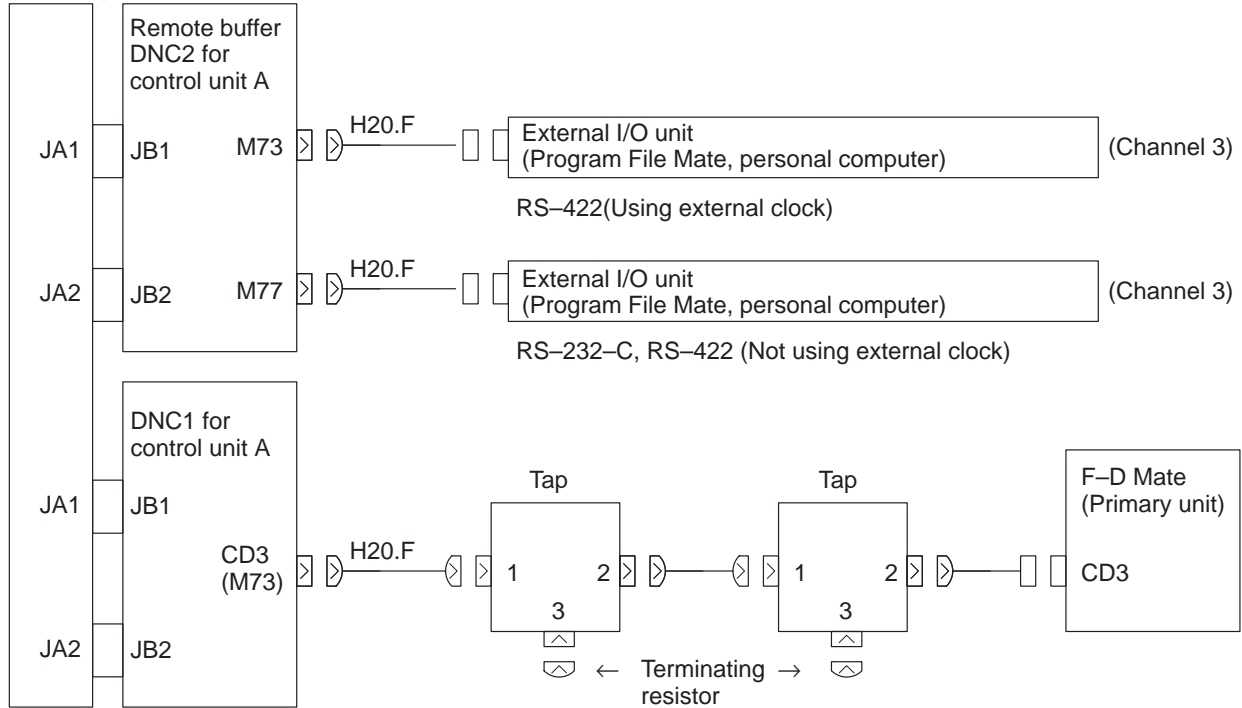 Remote buffer
DNC2 for
control unit A
JA1
JB1
M73
H20.F
External I/O unit
(Program File Mate, personal computer)
(Channel 3)
RS–422(Using external clock)
JA2
JB2
M77
H20.F
External I/O unit
(Program File Mate, personal computer)
(Channel 3)
RS–232–C, RS–422 (Not using external clock)
DNC1 for
control unit A
JA1
JB1
CD3
(M73)
H20.F
Tap
1
2
3
Tap
1
2
3
F–D Mate
(Primary unit)
CD3
JA2
JB2
← Terminating →
resistor